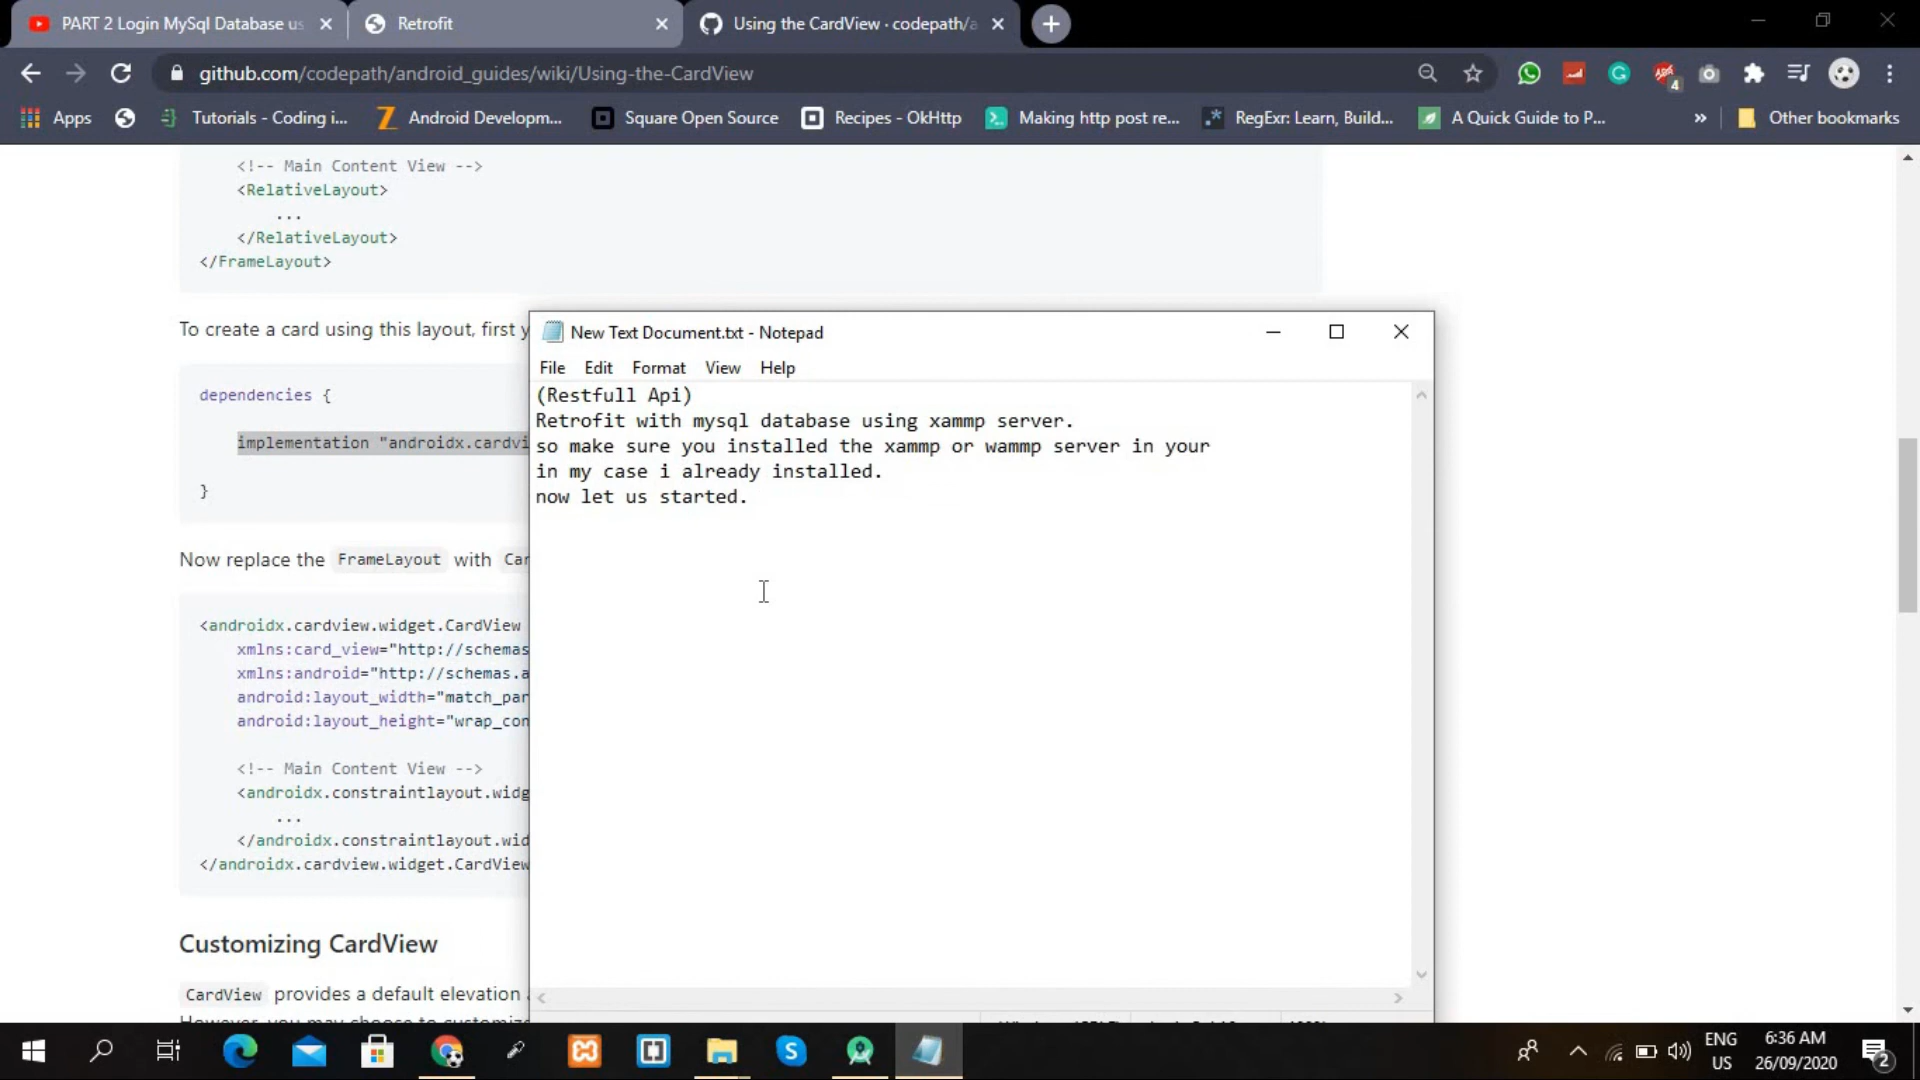 PART 2 Login MySql Database us
Retrofit
Using the CardView · codepath/a
github.com/codepath/android_guides/wiki/Using-the-CardView
Apps
Tutorials - Coding i...
Android Developm...
Square Open Source
Recipes - OkHttp
Making http post re...
RegExr: Learn, Build...
A Quick Guide to P...
»
Other bookmarks
<!-- Main Content View -->
<RelativeLayout>
...
</RelativeLayout>
</FrameLayout>
To create a card using this layout, first y
dependencies {
implementation "androidx.cardvi
}
Now replace the FrameLayout with Car
<androidx.cardview.widget.CardView
xmlns:card_view="http://schemas
xmlns:android="http://schemas.a
android:layout_width="match_par
android:layout_height="wrap_con
<!-- Main Content View -->
<androidx.constraintlayout.widg
...
</androidx.constraintlayout.wid
</androidx.cardview.widget.CardView
Customizing CardView
CardView provides a default elevation
New Text Document.txt - Notepad
File Edit Format View Help
(Restfull Api)
Retrofit with mysql database using xammp server.
so make sure you installed the xammp or wammp server in your
in my case i already installed.
now let us started.
ENG
US
6:36 AM
26/09/2020
2
4